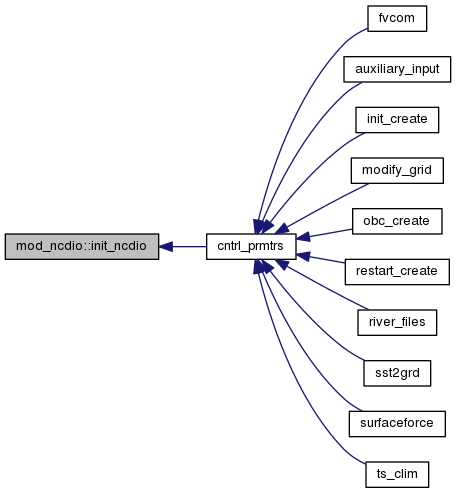 fvcom
auxiliary_input
init_create
modify_grid
obc_create
mod_ncdio::init_ncdio
cntrl_prmtrs
restart_create
river_files
sst2grd
surfaceforce
ts_clim